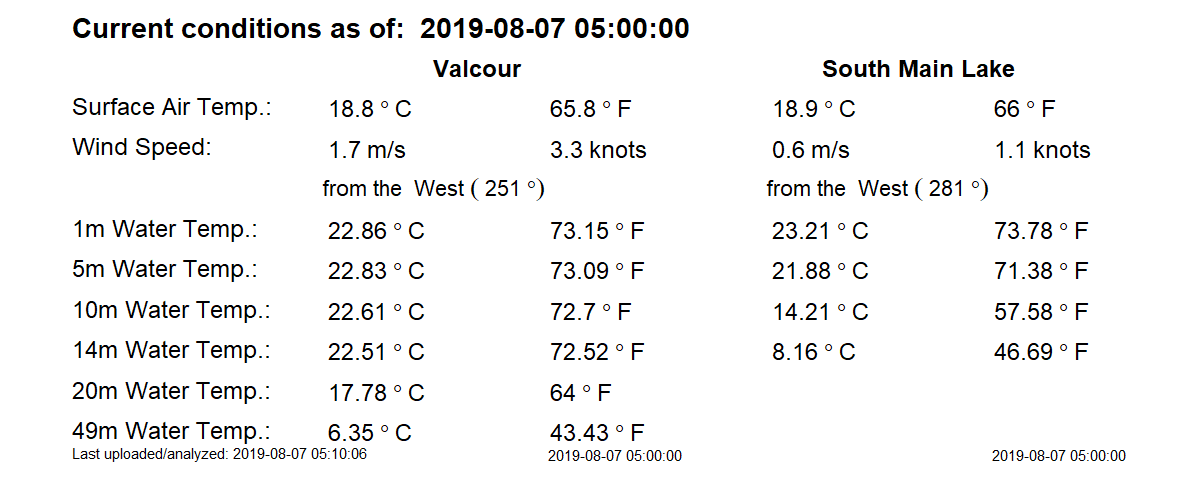 Current conditions as of: 2019-08-07 05:00:00
Valcour South Main Lake
Surface Air Temp.: 18.8 ° C 65.8 ° F 18.9 ° C 66 ° F
Wind Speed: 1.7 m/s 3.3 knots 0.6 m/s 1.1 knots
from the West ( 251 °) from the West ( 281 °)
1m Water Temp.: 22.86 ° C 73.15 ° F 23.21 ° C 73.78 ° F
5m Water Temp.: 22.83 ° C 73.09 ° F 21.88 ° C 71.38 ° F
10m Water Temp.: 22.61 ° C 72.7 ° F 14.21 ° C 57.58 ° F
14m Water Temp.: 22.51 ° C 72.52 ° F 8.16 ° C 46.69 ° F
20m Water Temp.: 17.78 ° C 64 ° F
49m Water Temp.: 6.35 ° C 43.43 ° F
Last uploaded/analyzed: 2019-08-07 05:10:06 2019-08-07 05:00:00 2019-08-07 05:00:00